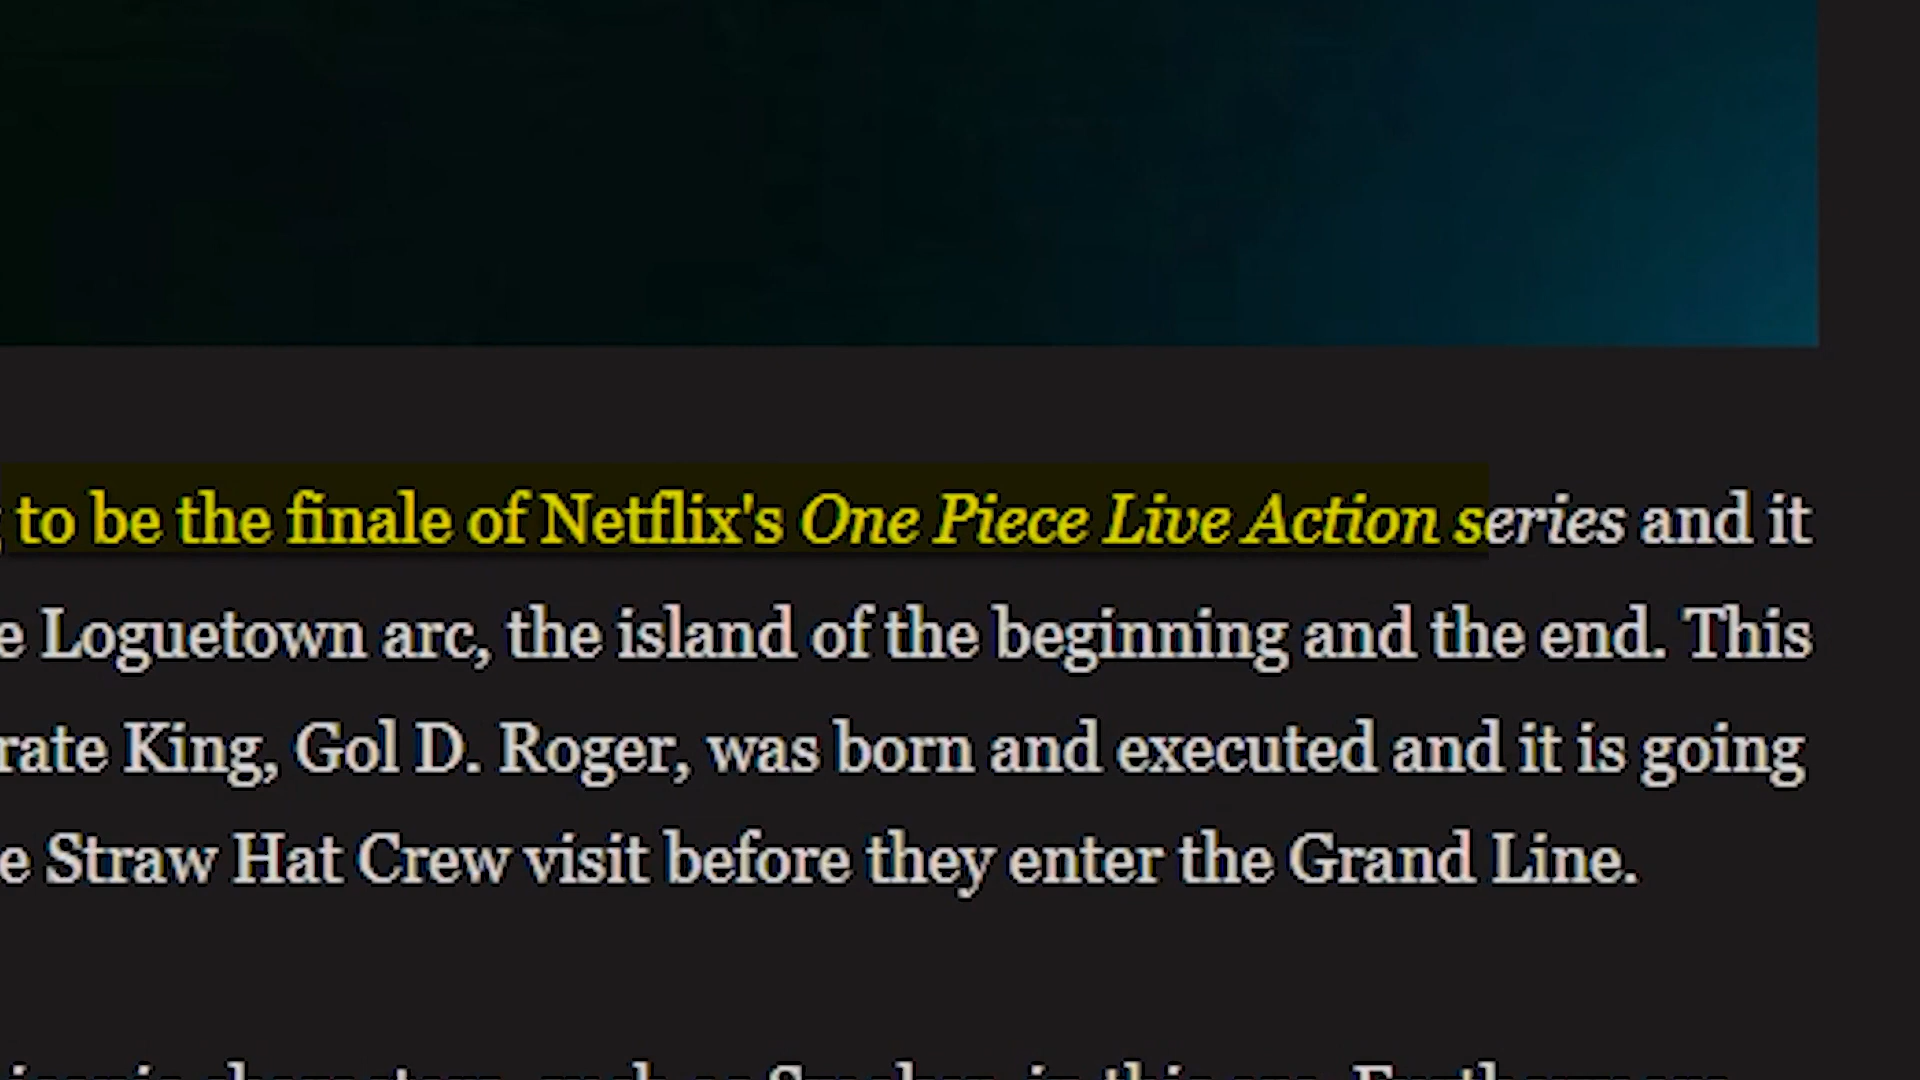 to be the finale of Netflix's One Piece Live Action series and it
Loguetown arc, the island of the beginning and the end. This
King, Gol D. Roger, was born and executed and it is going
Straw Hat Crew visit before they enter the Grand Line.